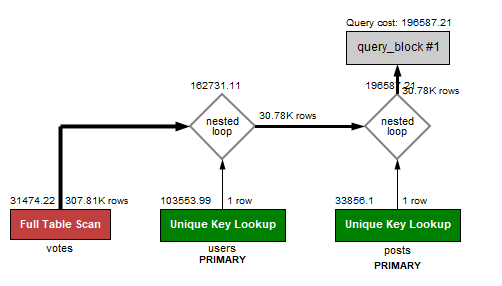 Query cost: 196587.21
query_block #1
162731.11
196587.21
30.78K rows
nested
loop
30.78K rows
nested
loop
31474.22
307.81K rows
103553.99
1 row
33856.1
1 row
Full Table Scan
Unique Key Lookup
Unique Key Lookup
votes
users
posts
PRIMARY
PRIMARY